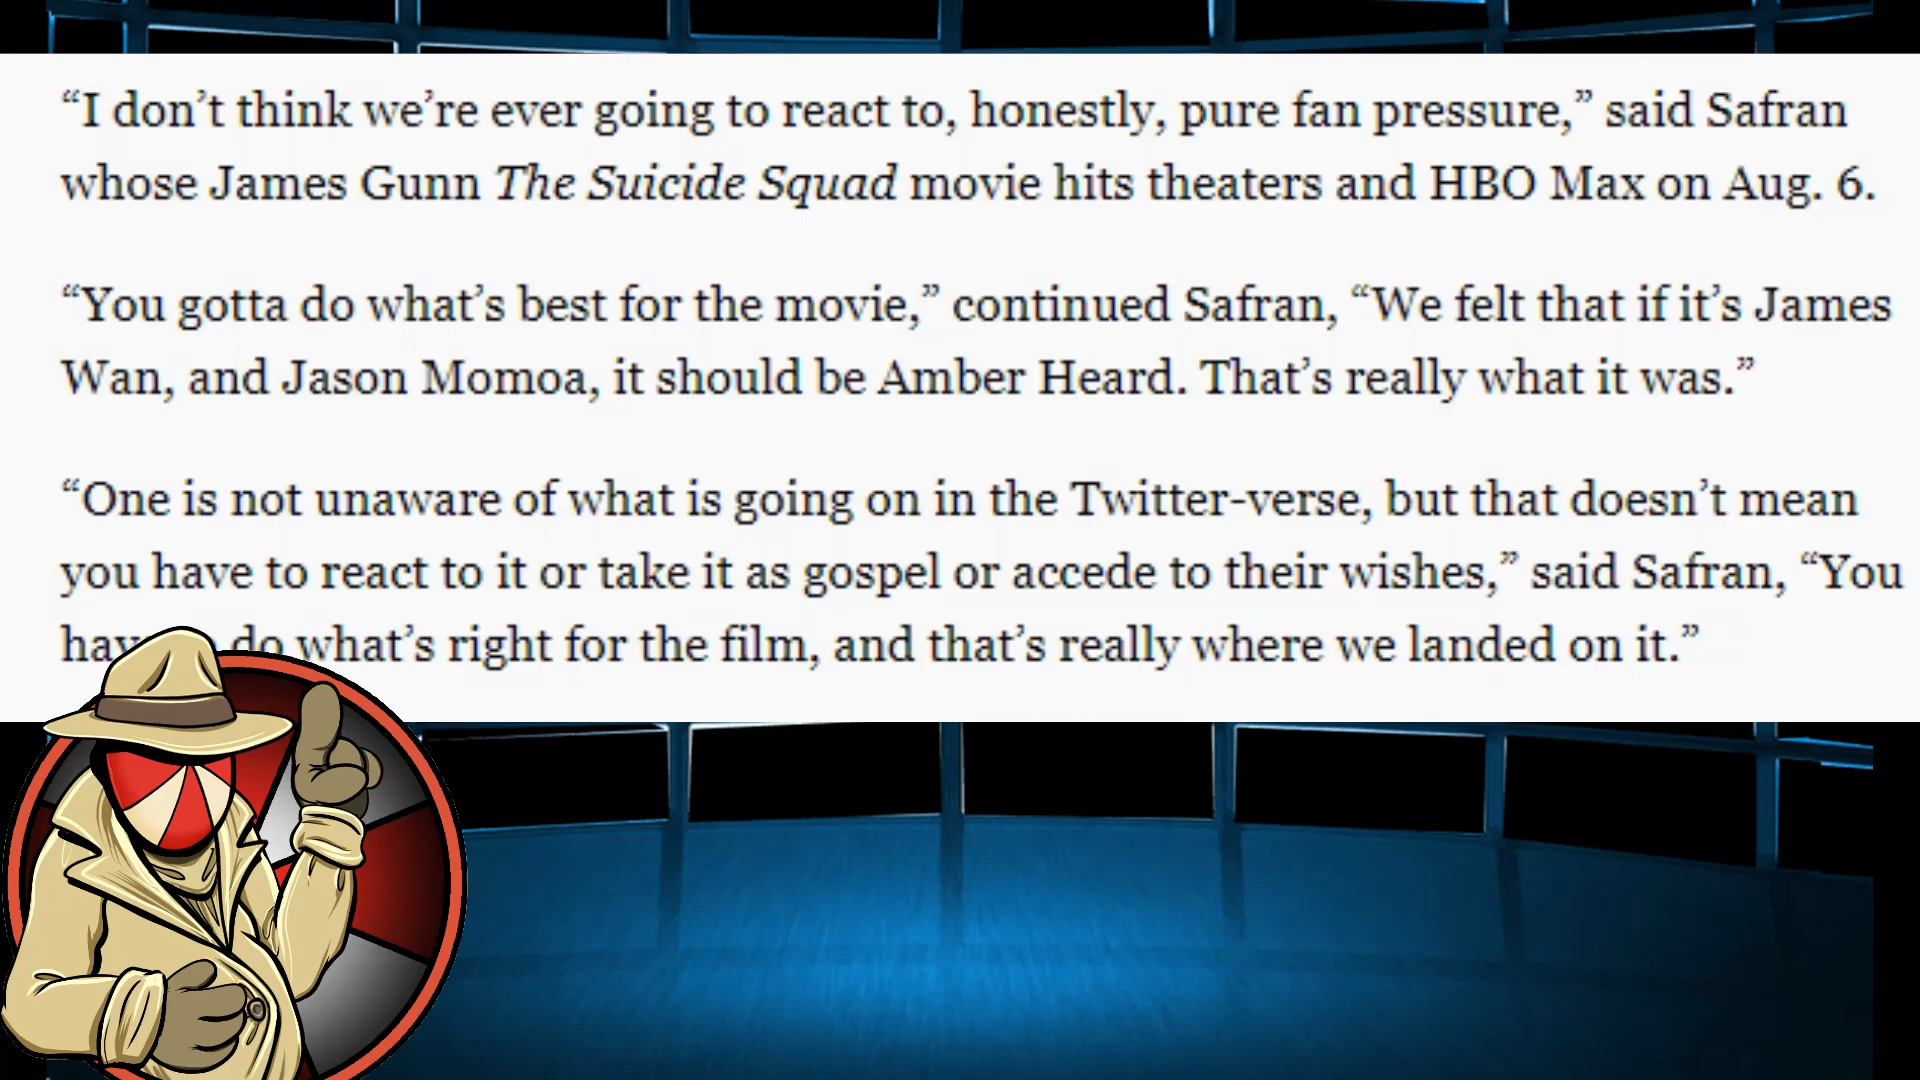 “I don’t think we’re ever going to react to, honestly, pure fan pressure,” said Safran
whose James Gunn The Suicide Squad movie hits theaters and HBO Max on Aug. 6.
“You gotta do what’s best for the movie,” continued Safran, “We felt that if it’s James
Wan, and Jason Momoa, it should be Amber Heard. That’s really what it was.”
“One is not unaware of what is going on in the Twitter-verse, but that doesn’t mean
you have to react to it or take it as gospel or accede to their wishes,” said Safran, “You
do what’s right for the film, and that’s really where we landed on it.”